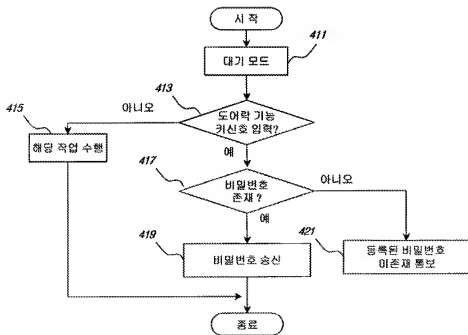 시 작
411
대기 모드
413
아니오
415
도어락 기능
키신호 입력?
해당 작업 수행
예
417
아니오
비밀번호
존재?
예
419
421
비밀번호 송신
등록된 비밀번호
미존재 통보
종료